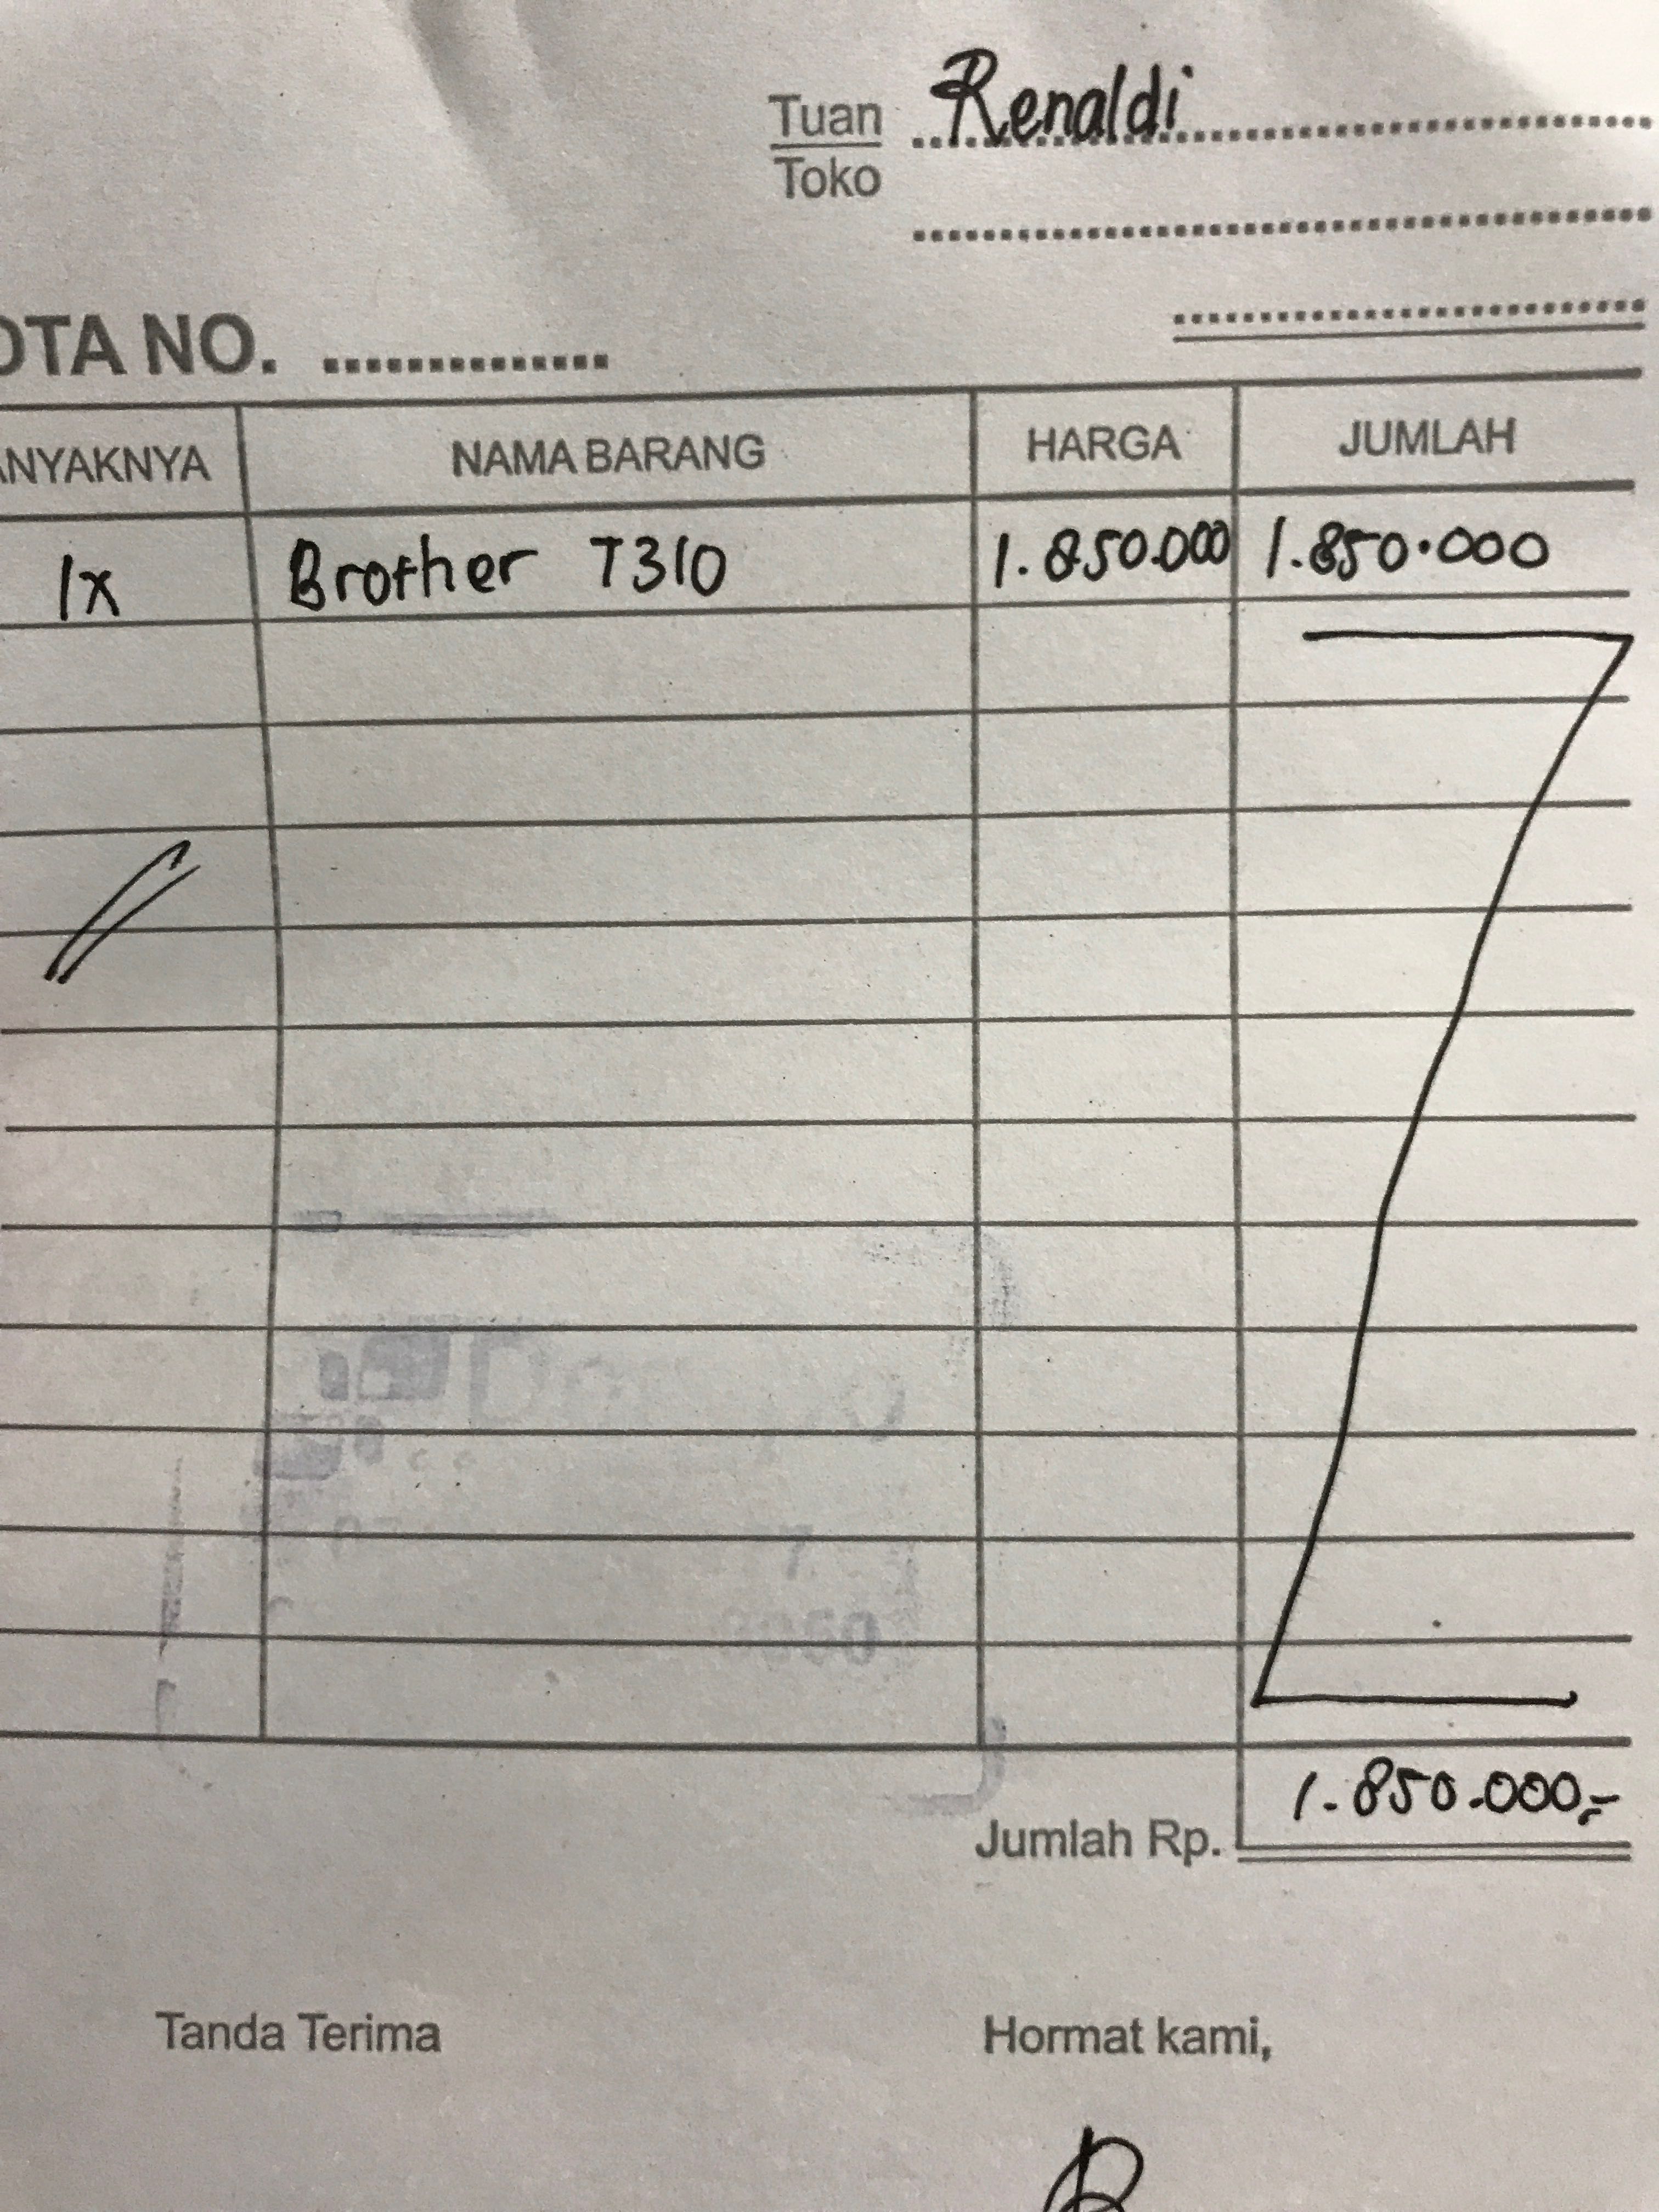 Tuan Renaldi
Toko
OTA NO.
ANYAKNYA NAMA BARANG HARGA JUMLAH
1x Brother T310 1.850.000 1.850.000
Jumlah Rp. 1.850.000,-
Tanda Terima Hormat kami,